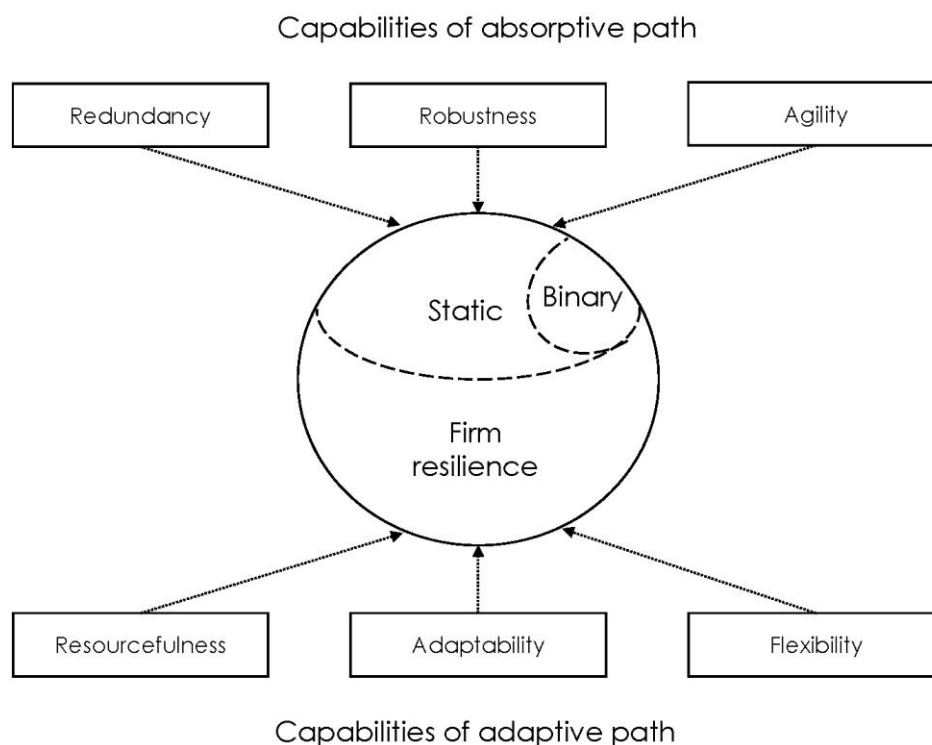 Capabilities of absorptive path
Redundancy
Robustness
Agility
Static
Binary
Firm
resilience
Resourcefulness
Adaptability
Flexibility
Capabilities of adaptive path